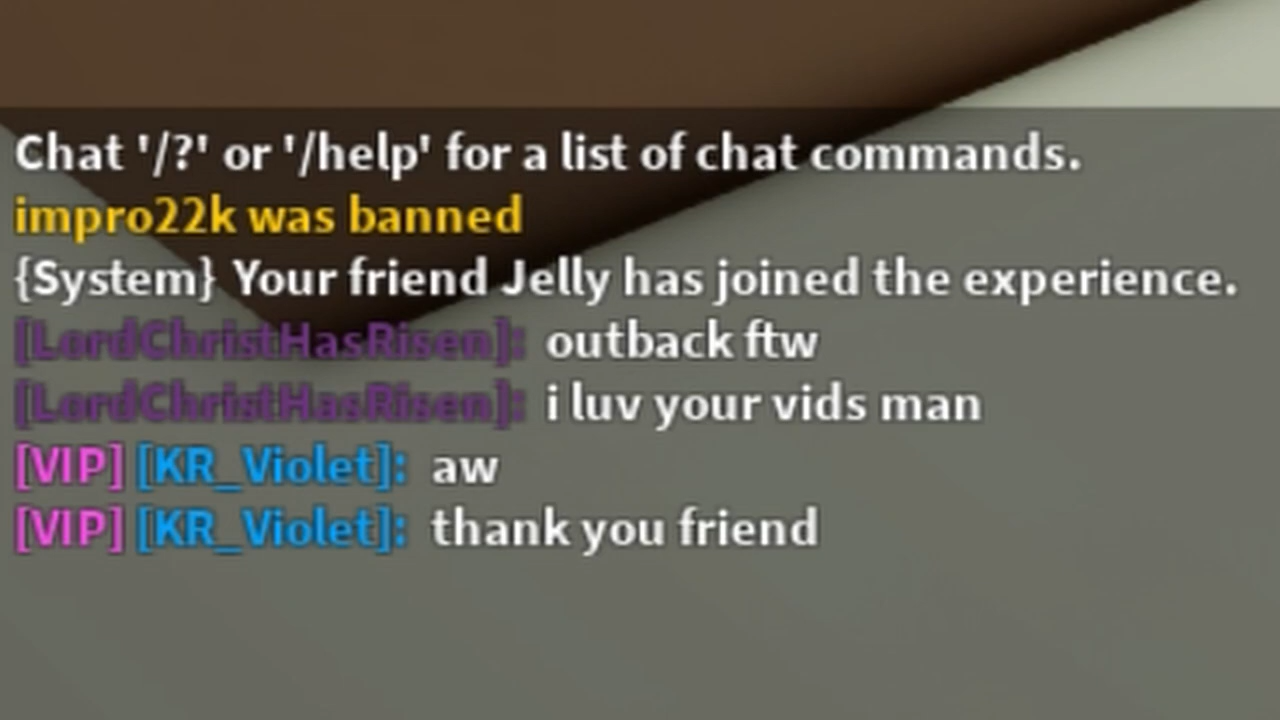 Chat '/?' or '/help' for a list of chat commands.
impro22k was banned
{System} Your friend Jelly has joined the experience.
[LordChristHasRisen]: outback ftw
[LordChristHasRisen]: i luv your vids man
[VIP] [KR_Violet]: aw
[VIP] [KR_Violet]: thank you friend